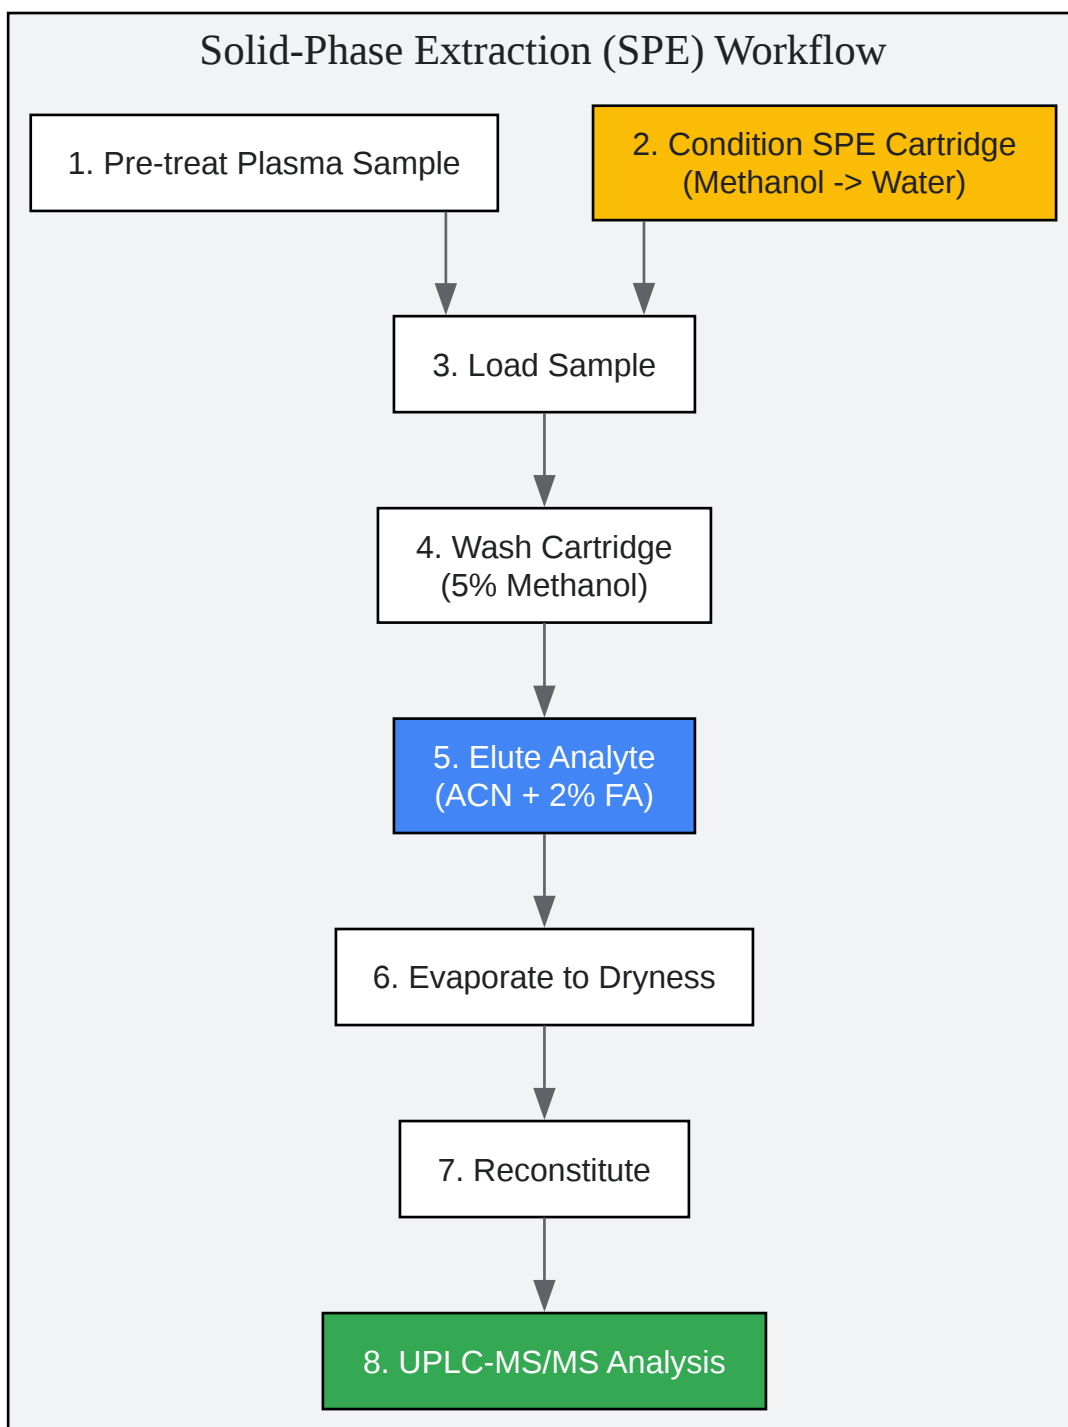 Solid-Phase Extraction (SPE) Workflow
1. Pre-treat Plasma Sample
2. Condition SPE Cartridge
(Methanol -> Water)
3. Load Sample
4. Wash Cartridge
(5% Methanol)
5. Elute Analyte
(ACN + 2% FA)
6. Evaporate to Dryness
7. Reconstitute
8. UPLC-MS/MS Analysis